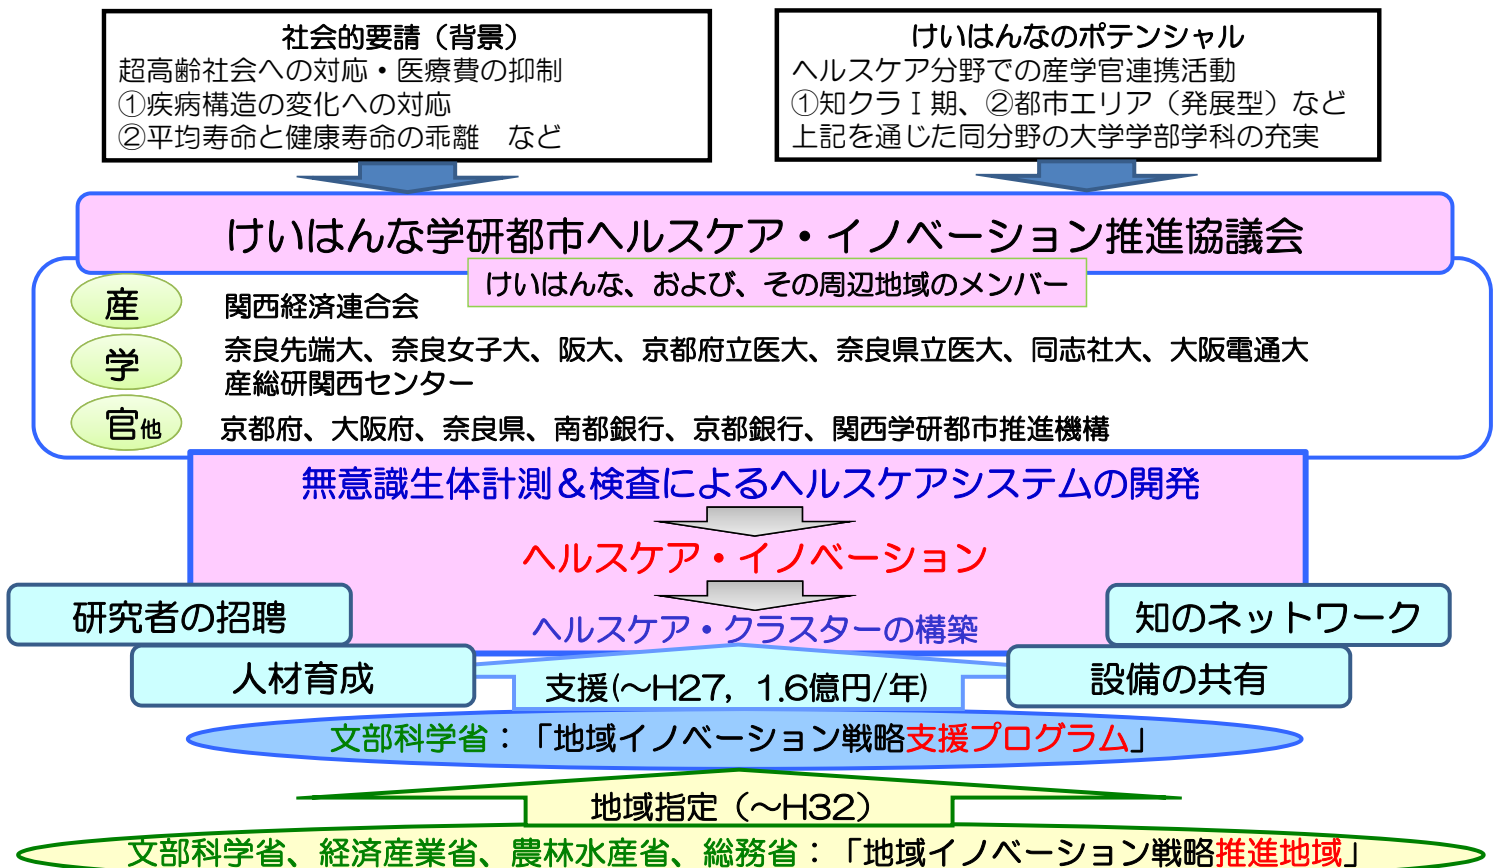 社会的要請（背景）
超高齢社会への対応・医療費の抑制
①疾病構造の変化への対応
②平均寿命と健康寿命の乖離　など
けいはんなのポテンシャル
ヘルスケア分野での産学官連携活動
①知クラⅠ期、②都市エリア（発展型）など
上記を通じた同分野の大学学部学科の充実
けいはんな学研都市ヘルスケア・イノベーション推進協議会
けいはんな、および、その周辺地域のメンバー
産
関西経済連合会
学
奈良先端大、奈良女子大、阪大、京都府立医大、奈良県立医大、同志社大、大阪電通大
産総研関西センター
官他
京都府、大阪府、奈良県、南都銀行、京都銀行、関西学研都市推進機構
無意識生体計測＆検査によるヘルスケアシステムの開発
ヘルスケア・イノベーション
ヘルスケア・クラスターの構築
研究者の招聘
人材育成
知のネットワーク
設備の共有
支援(～H27，1.6億円/年)
文部科学省：「地域イノベーション戦略支援プログラム」
地域指定（～H32）
文部科学省、経済産業省、農林水産省、総務省：「地域イノベーション戦略推進地域」